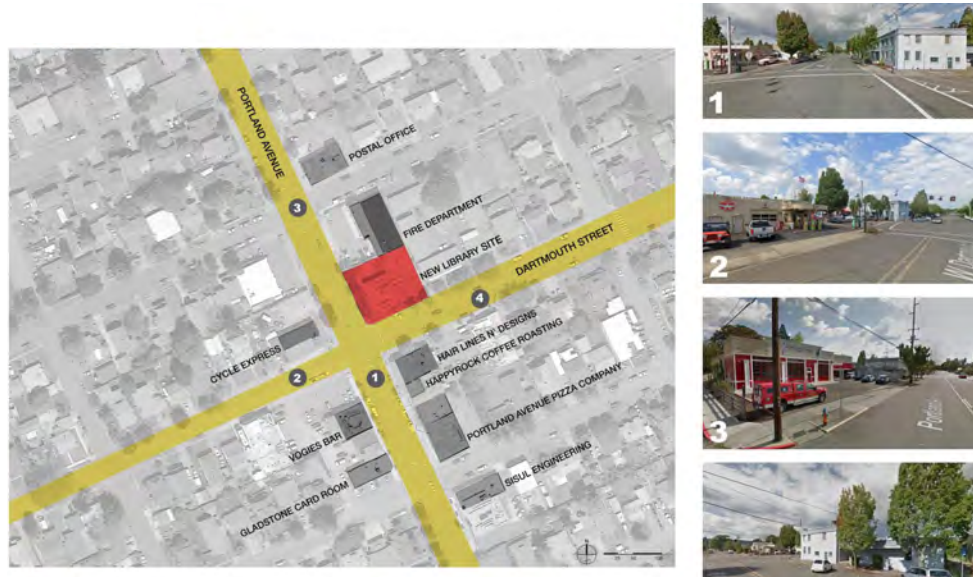 PORTLAND AVENUE
POSTAL OFFICE
3
FIRE DEPARTMENT
NEW LIBRARY SITE
DARTMOUTH STREET
4
HAIR LINES N' DESIGNS
HAPPYROCK COFFEE ROASTING
CYCLE EXPRESS
2
1
PORTLAND AVENUE PIZZA COMPANY
VOGIES BAR
GLADSTONE CARD ROOM
SISUL ENGINEERING
N
1
2
3